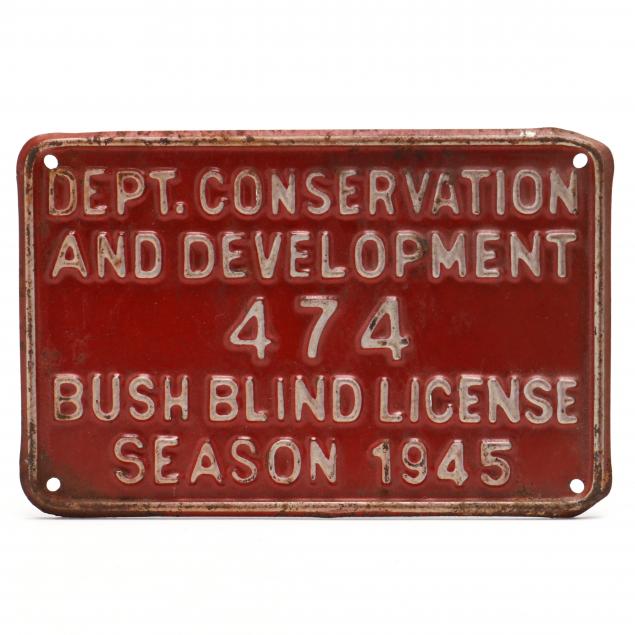 DEPT. CONSERVATION
AND DEVELOPMENT
474
BUSH BLIND LICENSE
SEASON 1945